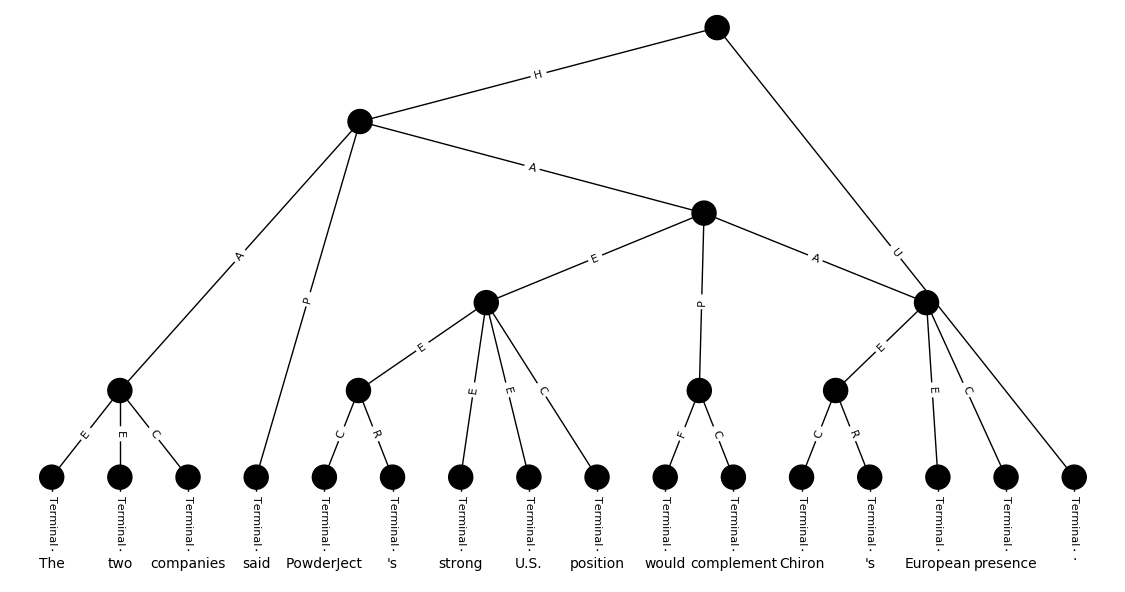 H
A
A
U
E
A
P
P
E
E
E
E
C
E
E
C
E
E
C
C
R
F
C
C
R
Terminal Terminal Terminal Terminal Terminal Terminal Terminal Terminal Terminal Terminal Terminal Terminal Terminal Terminal Terminal Terminal
The two companies said PowderJect 's strong U.S. position would complement Chiron 's European presence .